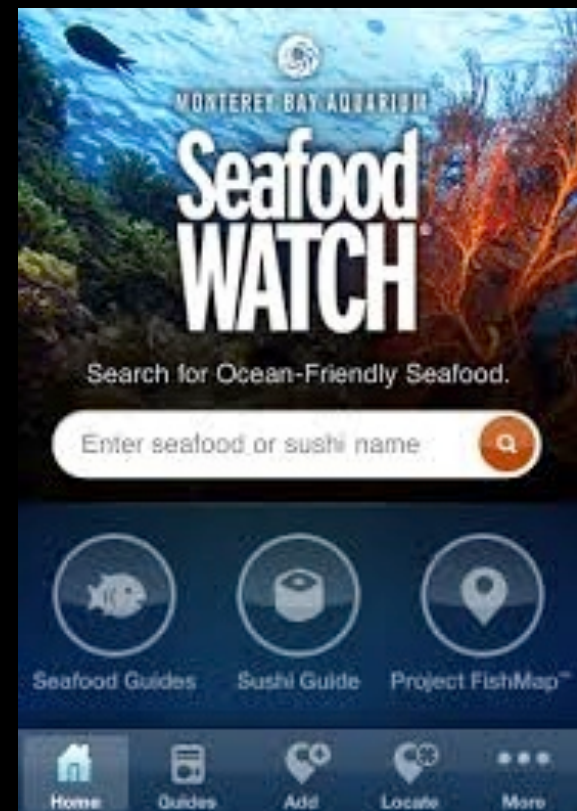 MONTEREY BAY AQUARIUM
Seafood
WATCH®
Search for Ocean-Friendly Seafood.
Enter seafood or sushi name
Seafood Guides Sushi Guide Project FishMap™
Home Guides Add Locate More